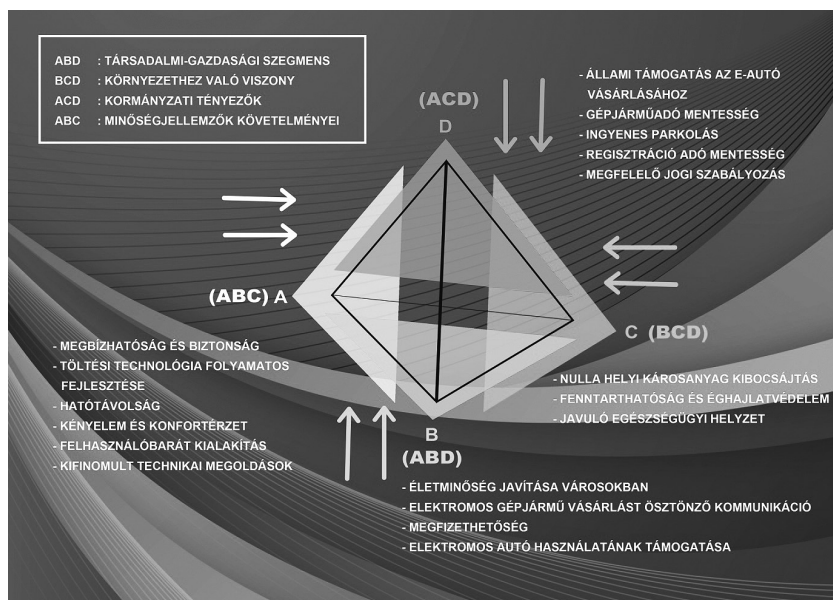 ABD : TÁRSADALMI-GAZDASÁGI SZEGMENS
BCD : KÖRNYEZETHEZ VALÓ VISZONY
ACD : KORMÁNYZATI TÉNYEZŐK
ABC : MINŐSÉGJELLEMZŐK KÖVETELMÉNYEI
(ACD)
D
- ÁLLAMI TÁMOGATÁS AZ E-AUTÓ
VÁSÁRLÁSÁHOZ
- GÉPJÁRMŰADÓ MENTESSÉG
- INGYENES PARKOLÁS
- REGISZTRÁCIÓ ADÓ MENTESSÉG
- MEGFELELŐ JOGI SZABÁLYOZÁS
(ABC) A
C (BCD)
- MEGBÍZHATÓSÁG ÉS BIZTONSÁG
- TÖLTÉSI TECHNOLÓGIA FOLYAMATOS
FEJLESZTÉSE
- HATÓTÁVOLSÁG
- KÉNYELEM ÉS KONFORTÉRZET
- FELHASZNÁLÓBARÁT KIALAKÍTÁS
- KIFINOMULT TECHNIKAI MEGOLDÁSOK
- NULLA HELYI KÁROSANYAG KIBOCSÁJTÁS
- FENNTARTHATÓSÁG ÉS ÉGHAJLATVÉDELEM
- JAVULÓ EGÉSZSÉGÜGYI HELYZET
B
(ABD)
- ÉLETMINŐSÉG JAVÍTÁSA VÁROSOKBAN
- ELEKTROMOS GÉPJÁRMŰ VÁSÁRLÁST ÖSZTÖNZŐ KOMMUNIKÁCIÓ
- MEGFIZETHETŐSÉG
- ELEKTROMOS AUTÓ HASZNÁLATÁNAK TÁMOGATÁSA